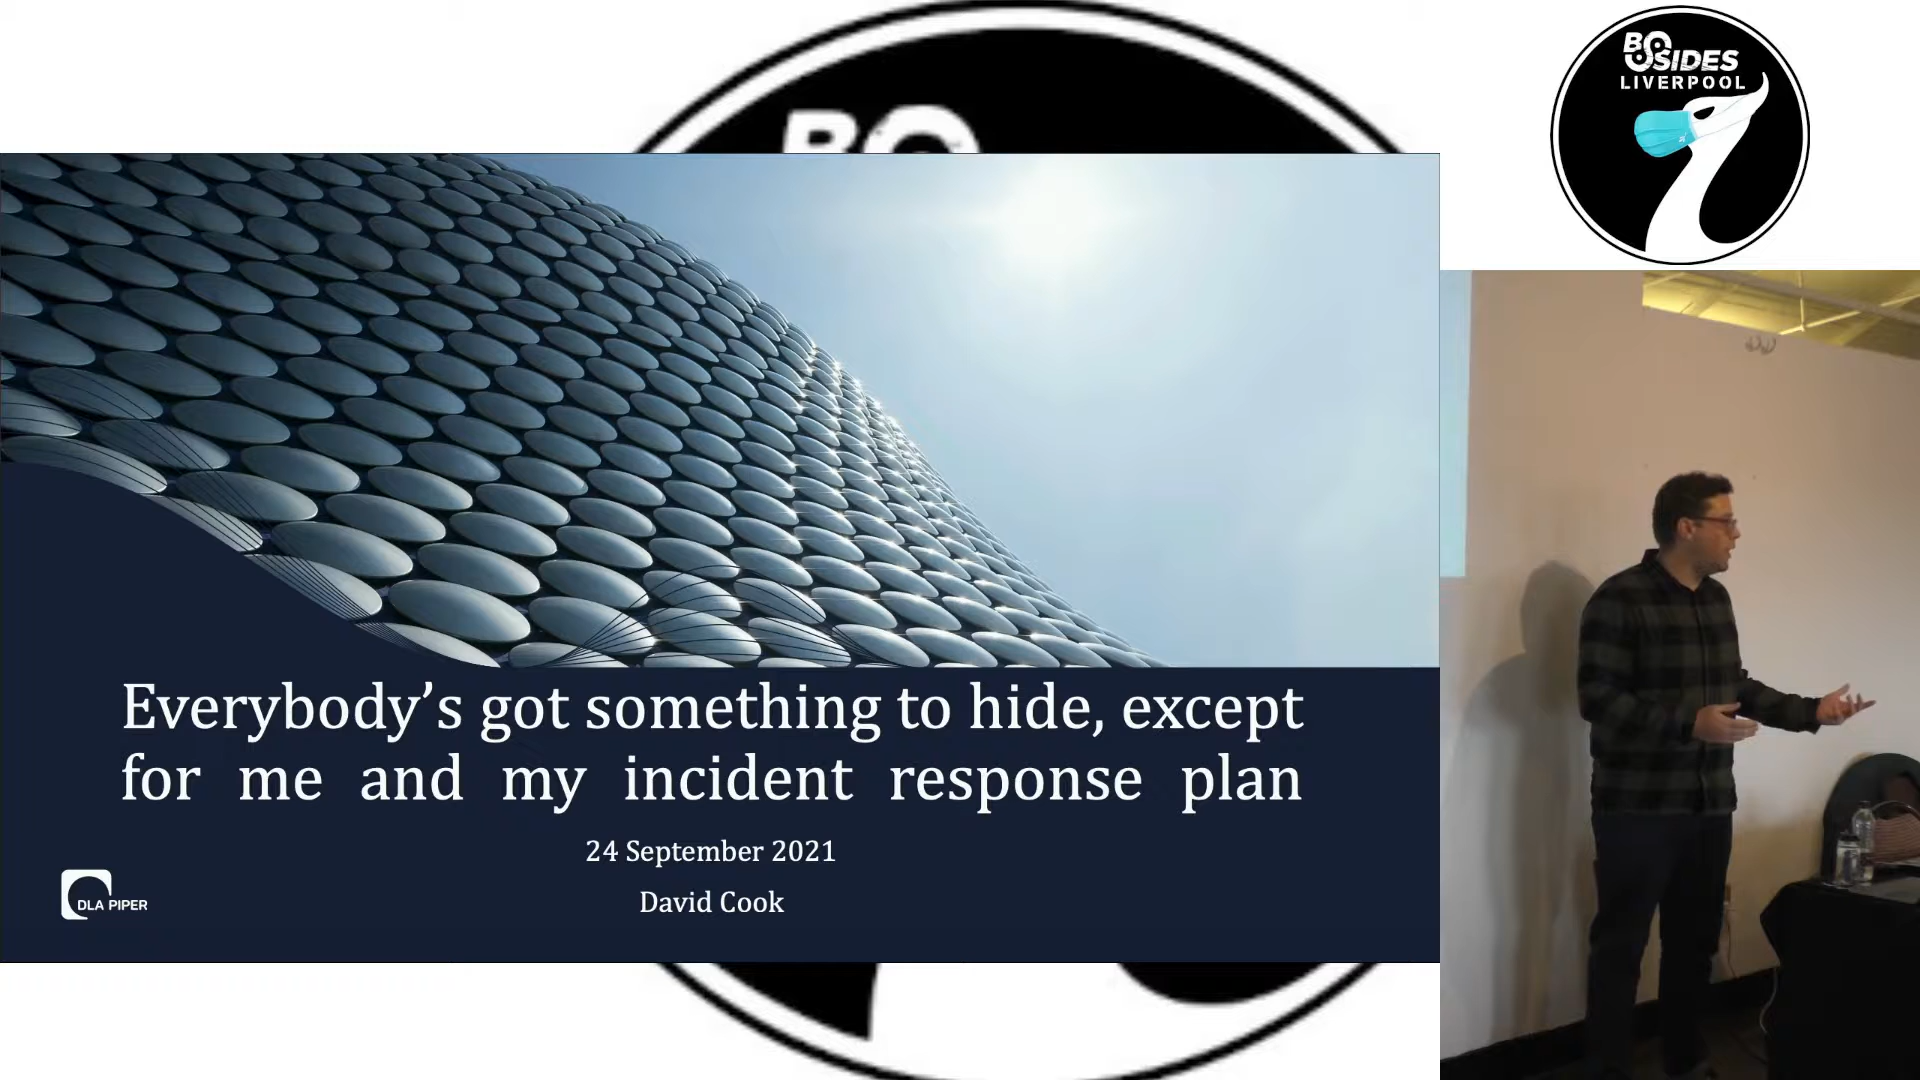 BSIDES
LIVERPOOL
Everybody’s got something to hide, except
for me and my incident response plan
24 September 2021
David Cook
DLA PIPER